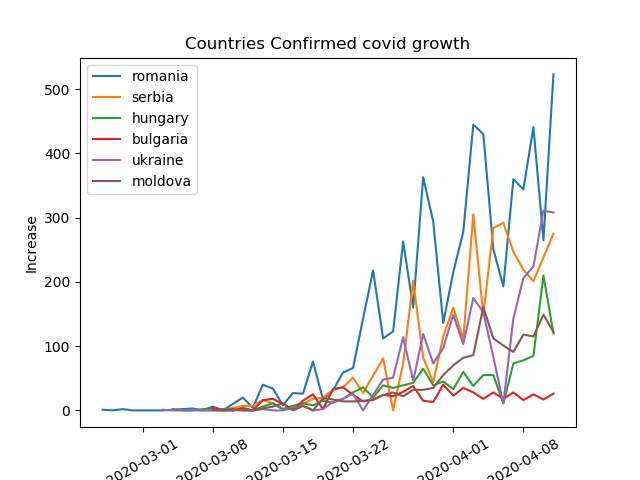 Countries Confirmed covid growth
romania
serbia
hungary
bulgaria
ukraine
moldova
Increase
500
400
300
200
100
0
2020-03-01
2020-03-08
2020-03-15
2020-03-22
2020-04-01
2020-04-08